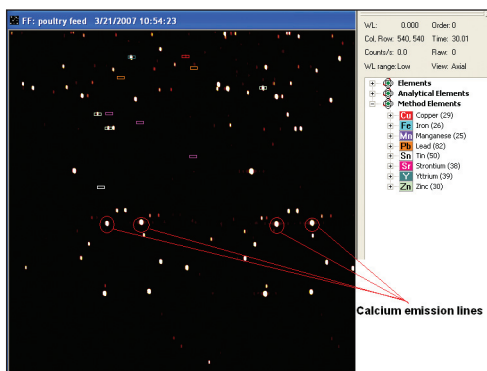 FF: poultry feed 3/21/2007 10:54:23
WL: 0.000 Order: 0
Col, Row: 540, 540 Time: 30.01
Counts/s: 0.0 Raw: 0
WL range: Low View: Axial
Elements
Analytical Elements
Method Elements
Cu Copper (29)
Fe Iron (26)
Mn Manganese (25)
Pb Lead (82)
Sn Tin (50)
Sr Strontium (38)
Y Yttrium (39)
Zn Zinc (30)
Calcium emission lines